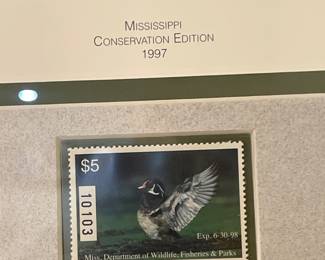 MISSISSIPPI
CONSERVATION EDITION
1997
$5
10103
Exp. 6-30-98
Miss. Department of Wildlife, Fisheries & Parks